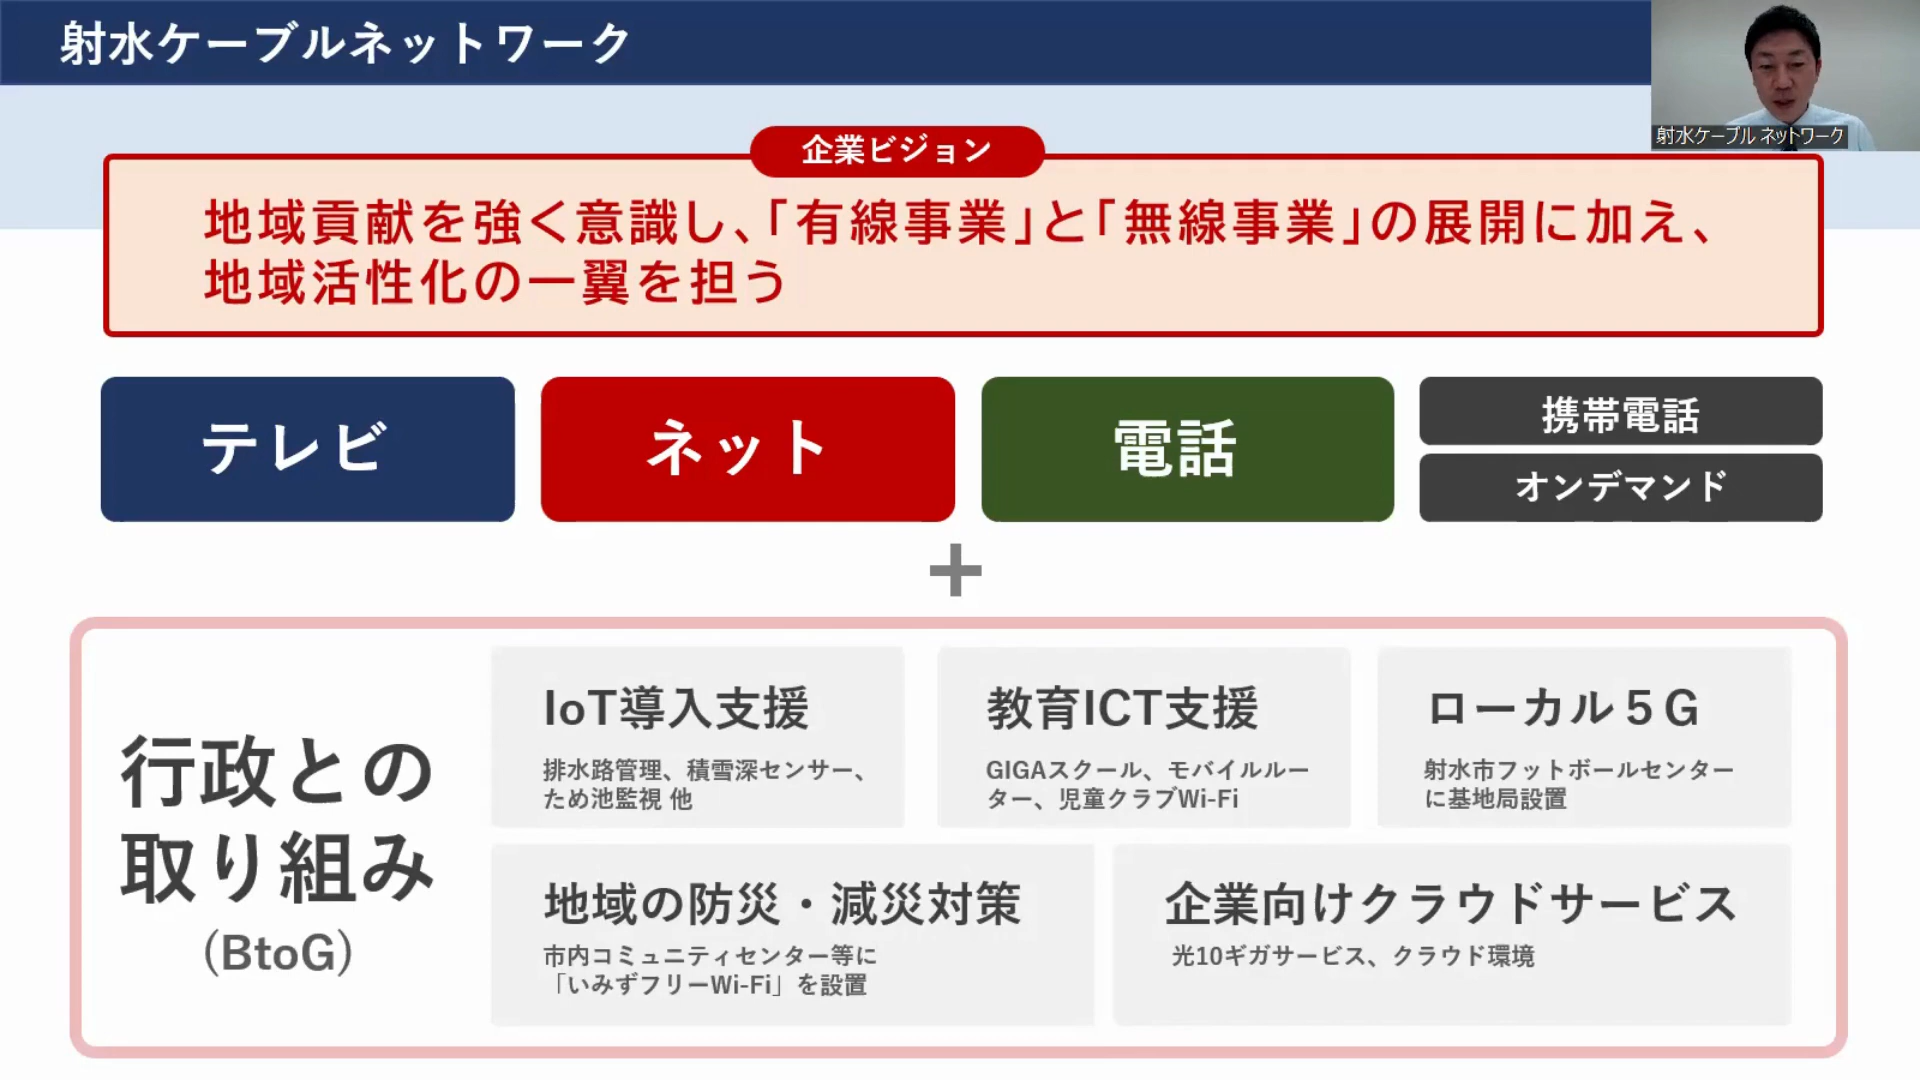 射水ケーブルネットワーク
射水ケーブル ネットワーク
企業ビジョン
地域貢献を強く意識し、「有線事業」と「無線事業」の展開に加え、
地域活性化の一翼を担う
テレビ
ネット
電話
携帯電話
オンデマンド
+
行政との
取り組み
(BtoG)
IoT導入支援
排水路管理、積雪深センサー、
ため池監視 他
教育ICT支援
GIGAスクール、モバイルルー
ター、児童クラブWi-Fi
ローカル５G
射水市フットボールセンター
に基地局設置
地域の防災・減災対策
市内コミュニティセンター等に
「いみずフリーWi-Fi」を設置
企業向けクラウドサービス
光10ギガサービス、クラウド環境